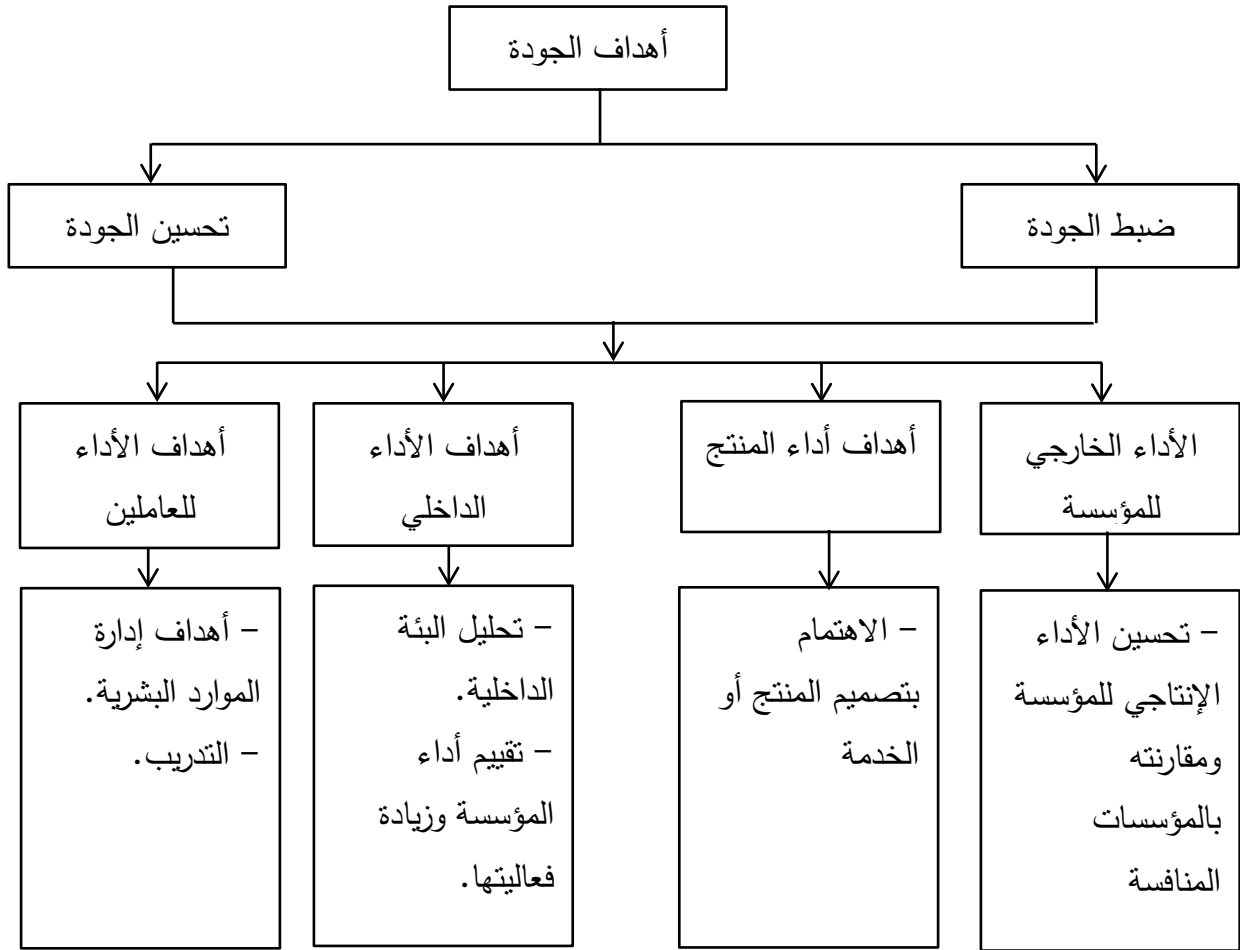 أهداف الجودة
ضبط الجودة
تحسين الجودة
الأداء الخارجي
للمؤسسة
أهداف أداء المنتج
أهداف الأداء
الداخلي
أهداف الأداء
للعاملين
– تحسين الأداء
الإنتاجي للمؤسسة
ومقارنته
بالمؤسسات
المنافسة
– الاهتمام
بتصميم المنتج أو
الخدمة
– تحليل البئة
الداخلية.
– تقييم أداء
المؤسسة وزيادة
فعاليتها.
– أهداف إدارة
الموارد البشرية.
– التدريب.